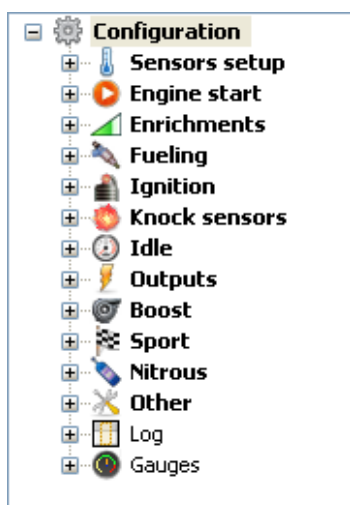 Configuration
Sensors setup
Engine start
Enrichments
Fueling
Ignition
Knock sensors
Idle
Outputs
Boost
Sport
Nitrous
Other
Log
Gauges